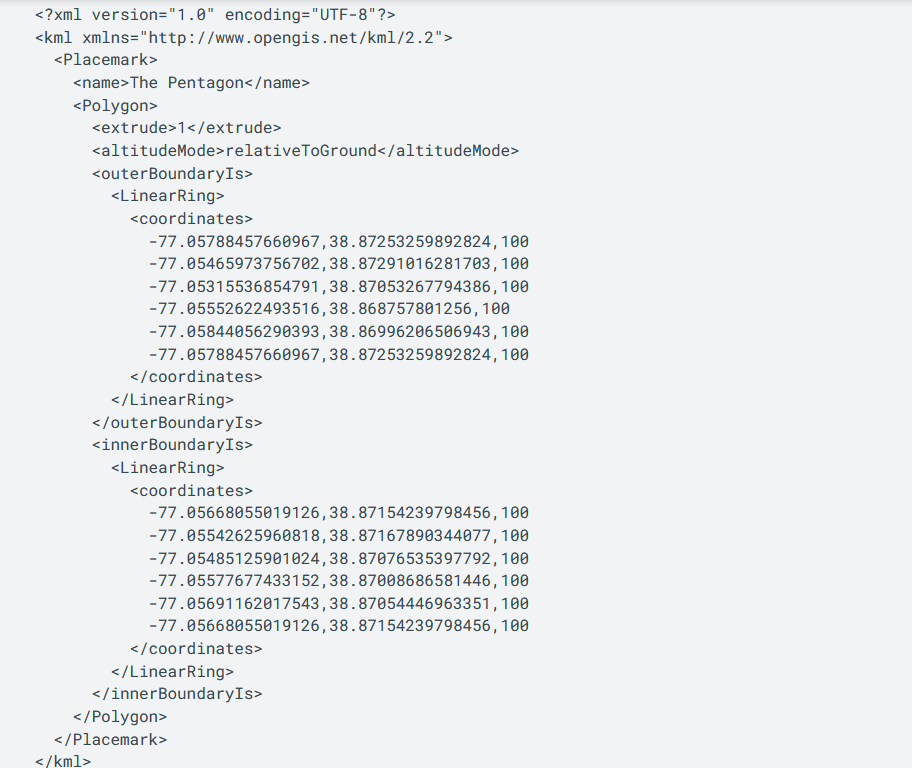 <?xml version="1.0" encoding="UTF-8"?>
<kml xmlns="http://www.opengis.net/kml/2.2">
<Placemark>
<name>The Pentagon</name>
<Polygon>
<extrude>1</extrude>
<altitudeMode>relativeToGround</altitudeMode>
<outerBoundaryIs>
<LinearRing>
<coordinates>
-77.05788457660967,38.87253259892824,100
-77.05465973756702,38.87291016281703,100
-77.05315536854791,38.87053267794386,100
-77.05552622493516,38.868757801256,100
-77.05844056290393,38.86996206506943,100
-77.05788457660967,38.87253259892824,100
</coordinates>
</LinearRing>
</outerBoundaryIs>
<innerBoundaryIs>
<LinearRing>
<coordinates>
-77.05668055019126,38.87154239798456,100
-77.05542625960818,38.87167890344077,100
-77.05485125901024,38.87076535397792,100
-77.05577677433152,38.87008686581446,100
-77.05691162017543,38.87054446963351,100
-77.05668055019126,38.87154239798456,100
</coordinates>
</LinearRing>
</innerBoundaryIs>
</Polygon>
</Placemark>
</kml>